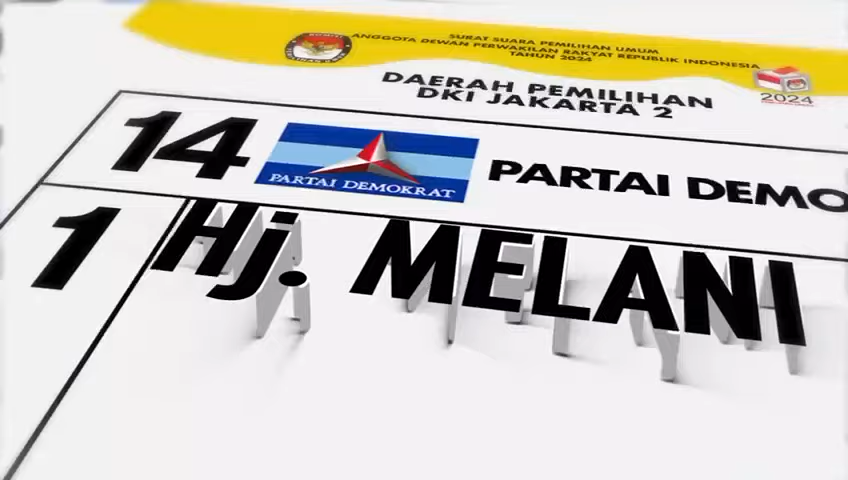 SURAT SUARA PEMILIHAN UMUM
ANGGOTA DEWAN PERWAKILAN RAKYAT REPUBLIK INDONESIA
TAHUN 2024
2024
DAERAH PEMILIHAN
DKI JAKARTA 2
14
PARTAI DEMOKRAT
PARTAI DEMO
1
Hj. MELANI